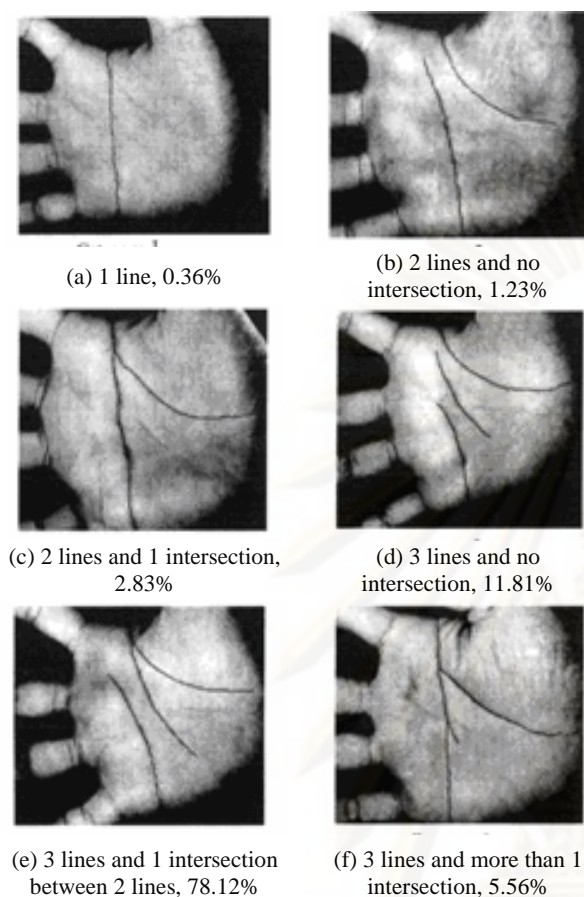 (a) 1 line, 0.36%
(b) 2 lines and no
intersection, 1.23%
(c) 2 lines and 1 intersection,
2.83%
(d) 3 lines and no
intersection, 11.81%
(e) 3 lines and 1 intersection
between 2 lines, 78.12%
(f) 3 lines and more than 1
intersection, 5.56%